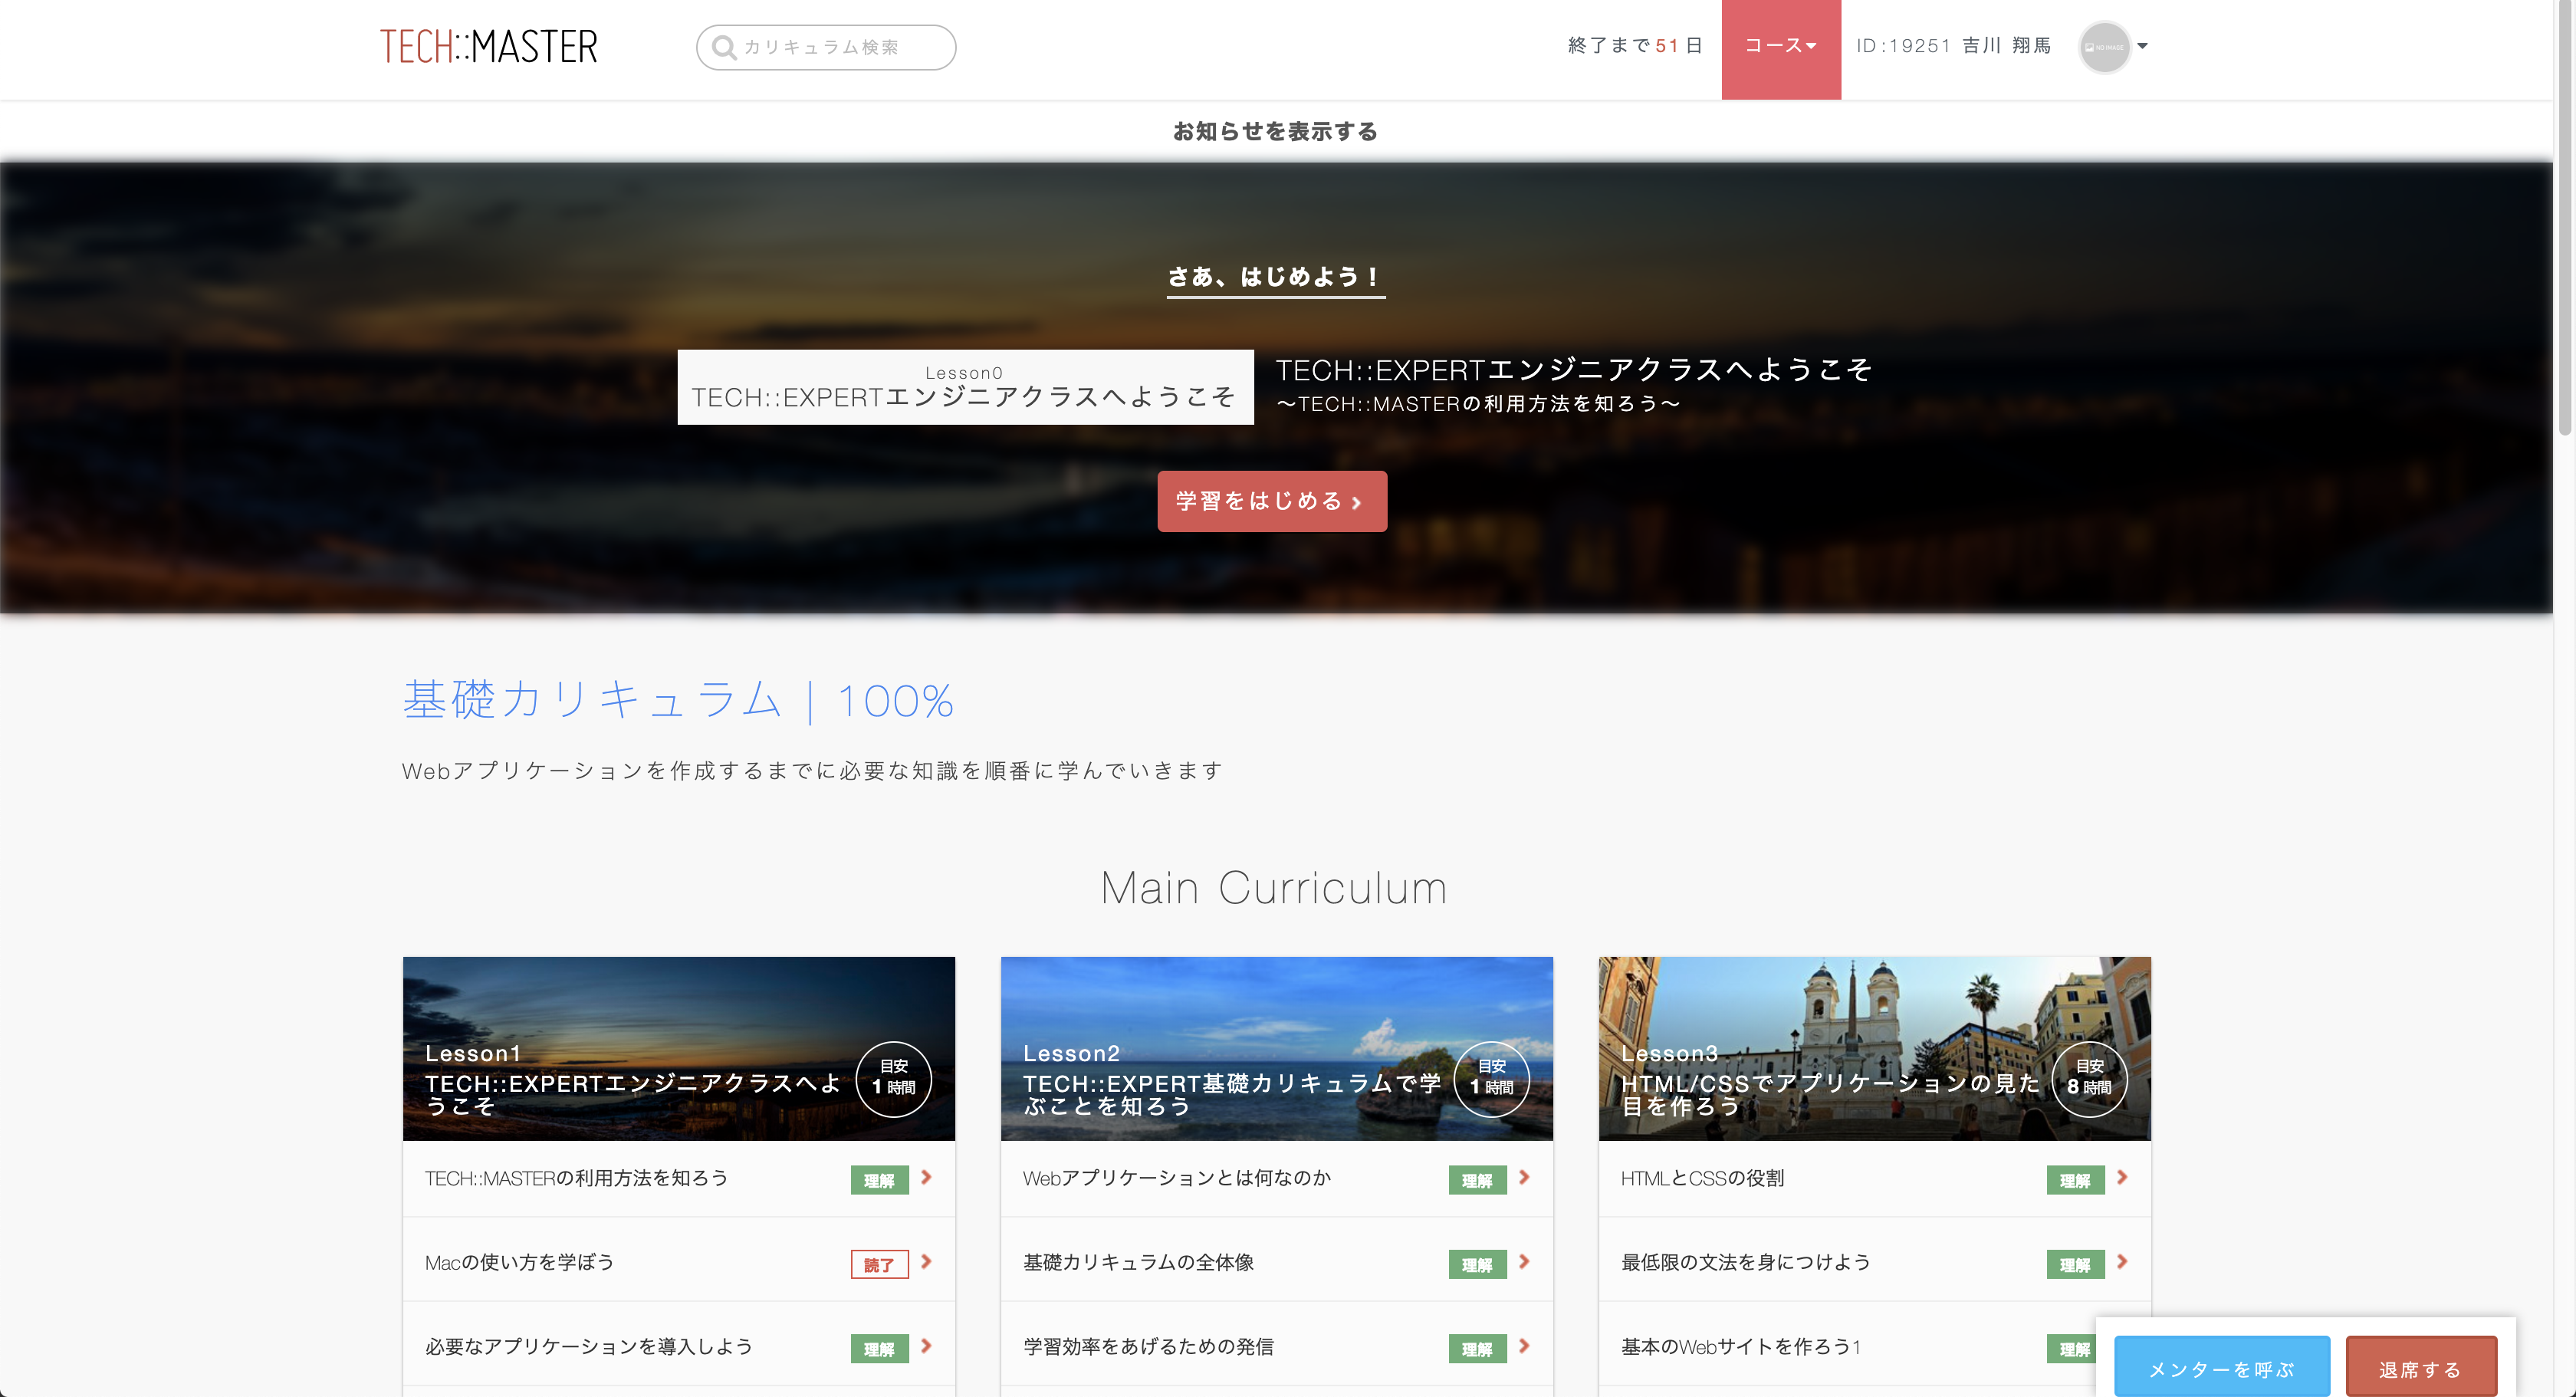 TECH::MASTER
カリキュラム検索
終了まで51日
コース
ID:19251 吉川 翔馬
NO IMAGE
お知らせを表示する
さあ、はじめよう！
Lesson0
TECH::EXPERTエンジニアクラスへようこそ
TECH::EXPERTエンジニアクラスへようこそ
〜TECH::MASTERの利用方法を知ろう〜
学習をはじめる
基礎カリキュラム | 100%
Webアプリケーションを作成するまでに必要な知識を順番に学んでいきます
Main Curriculum
Lesson1
TECH::EXPERTエンジニアクラスへよ
うこそ
目安
1 時間
TECH::MASTERの利用方法を知ろう
理解
Macの使い方を学ぼう
読了
必要なアプリケーションを導入しよう
理解
Lesson2
TECH::EXPERT基礎カリキュラムで学
ぶことを知ろう
目安
1 時間
Webアプリケーションとは何なのか
理解
基礎カリキュラムの全体像
理解
学習効率をあげるための発信
理解
Lesson3
HTML/CSSでアプリケーションの見た
目を作ろう
目安
8 時間
HTMLとCSSの役割
理解
最低限の文法を身につけよう
理解
基本のWebサイトを作ろう1
理解
メンターを呼ぶ
退席する